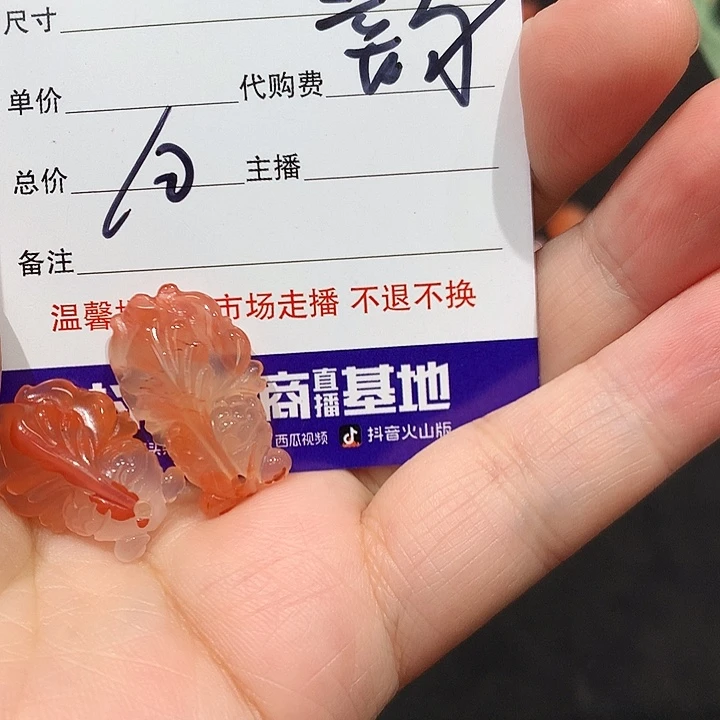 尺寸
单价 代购费
总价 主播
备注
温馨 市场走播 不退不换
商直播基地
西瓜视频 抖音火山版